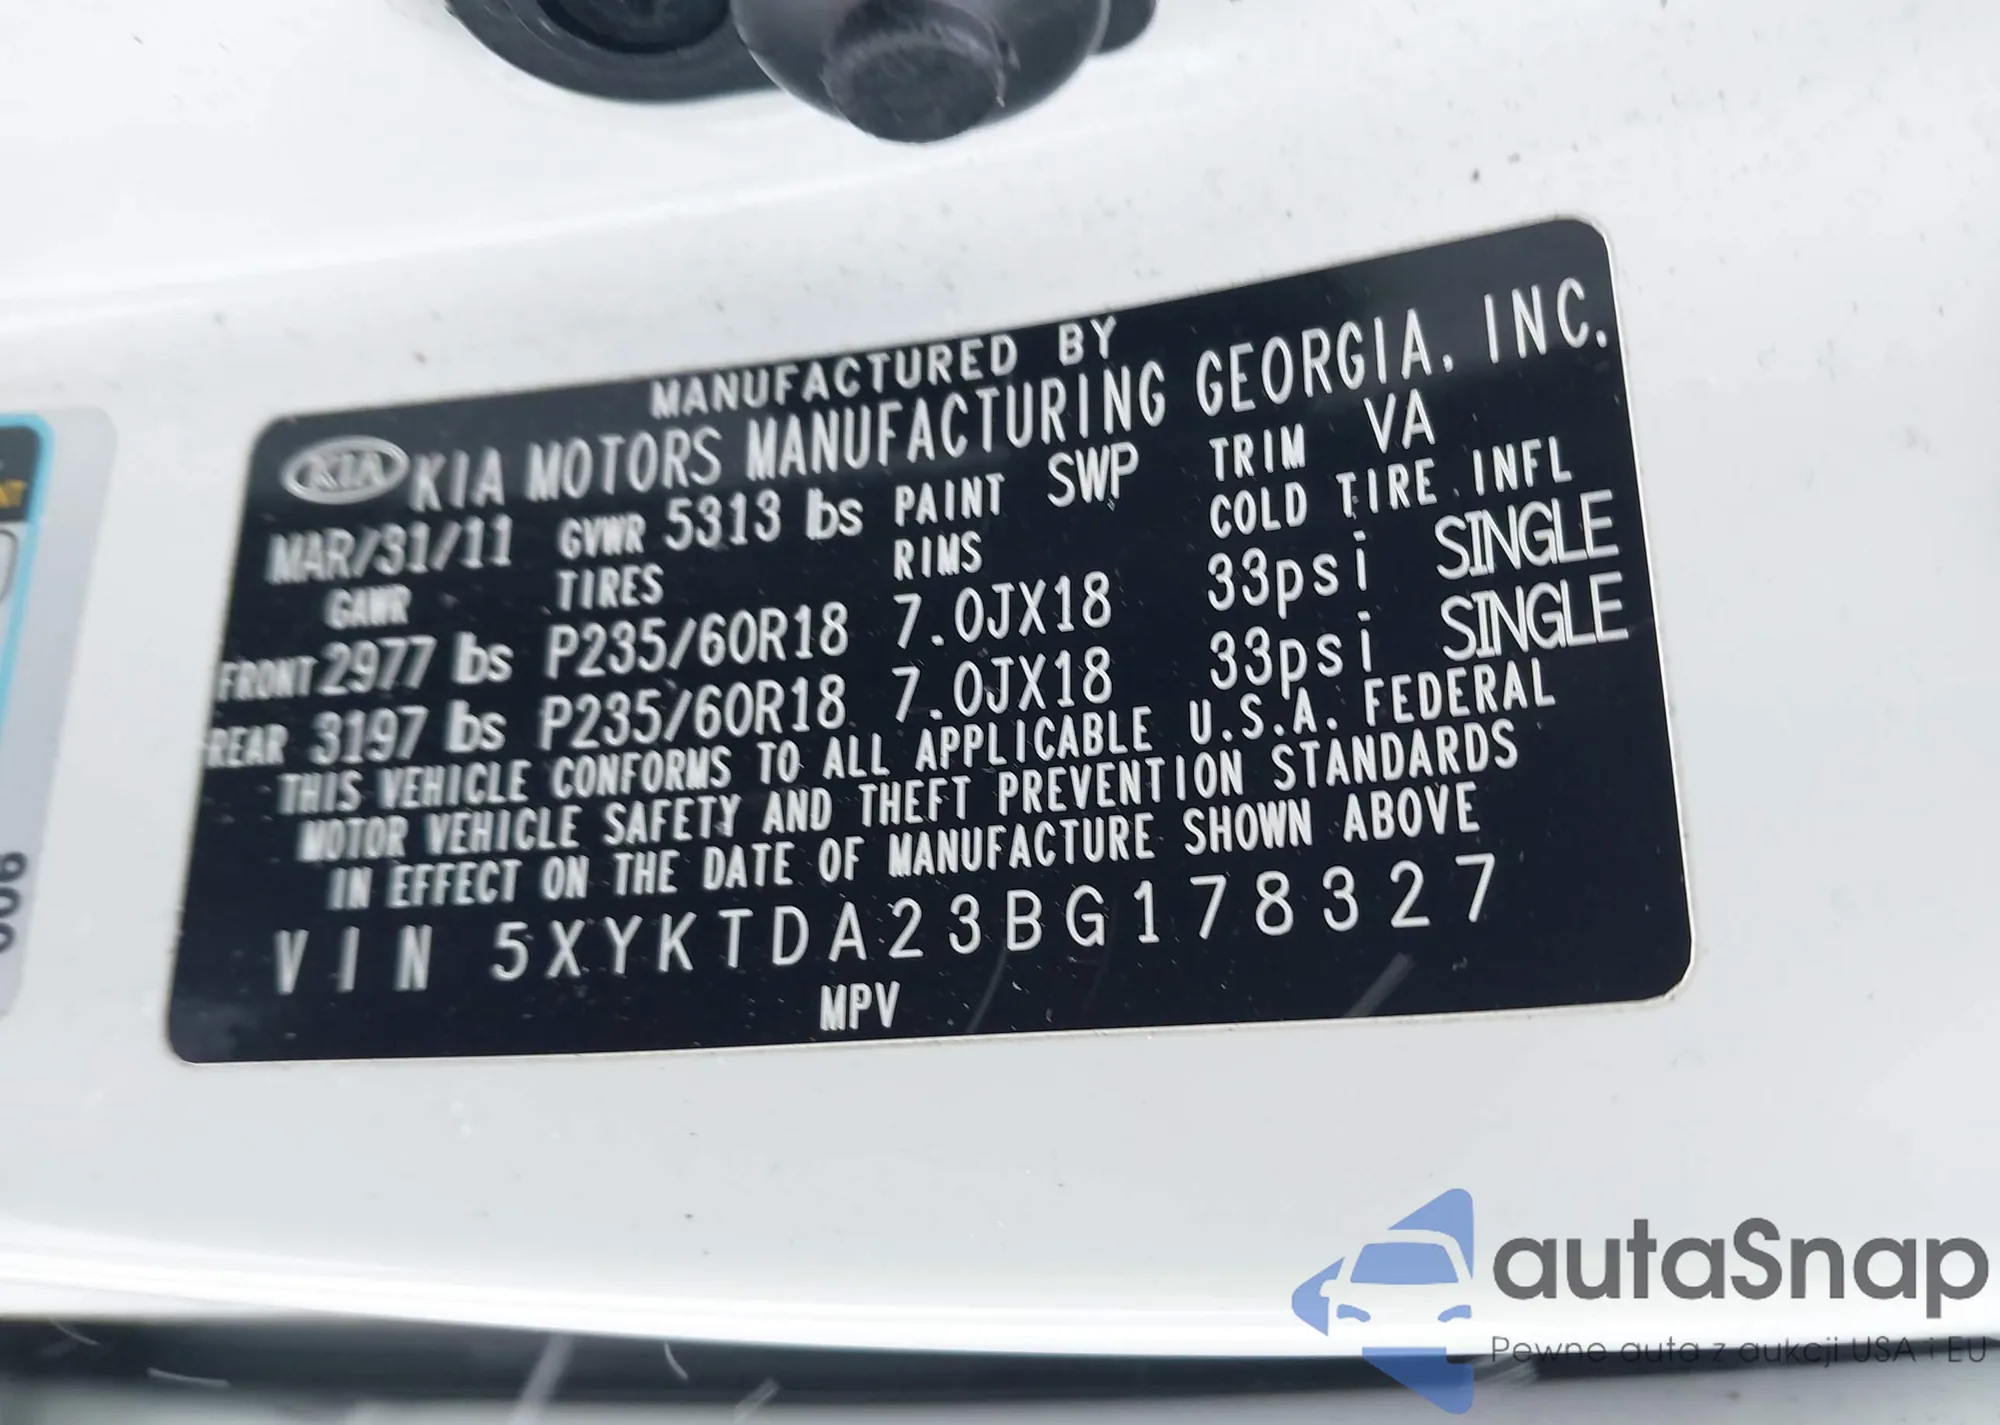 MANUFACTURED BY
KIA KIA MOTORS MANUFACTURING GEORGIA, INC.
MAR/31/11 GVWR 5313 lbs PAINT SWP TRIM VA
GAWR TIRES RIMS COLD TIRE INFL
FRONT 2977 lbs P235/60R18 7.0JX18 33psi SINGLE
REAR 3197 lbs P235/60R18 7.0JX18 33psi SINGLE
THIS VEHICLE CONFORMS TO ALL APPLICABLE U.S.A. FEDERAL
MOTOR VEHICLE SAFETY AND THEFT PREVENTION STANDARDS
IN EFFECT ON THE DATE OF MANUFACTURE SHOWN ABOVE
VIN 5XYKTDA23BG178327
MPV
autaSnap
Pewne auta z aukcji USA i EU